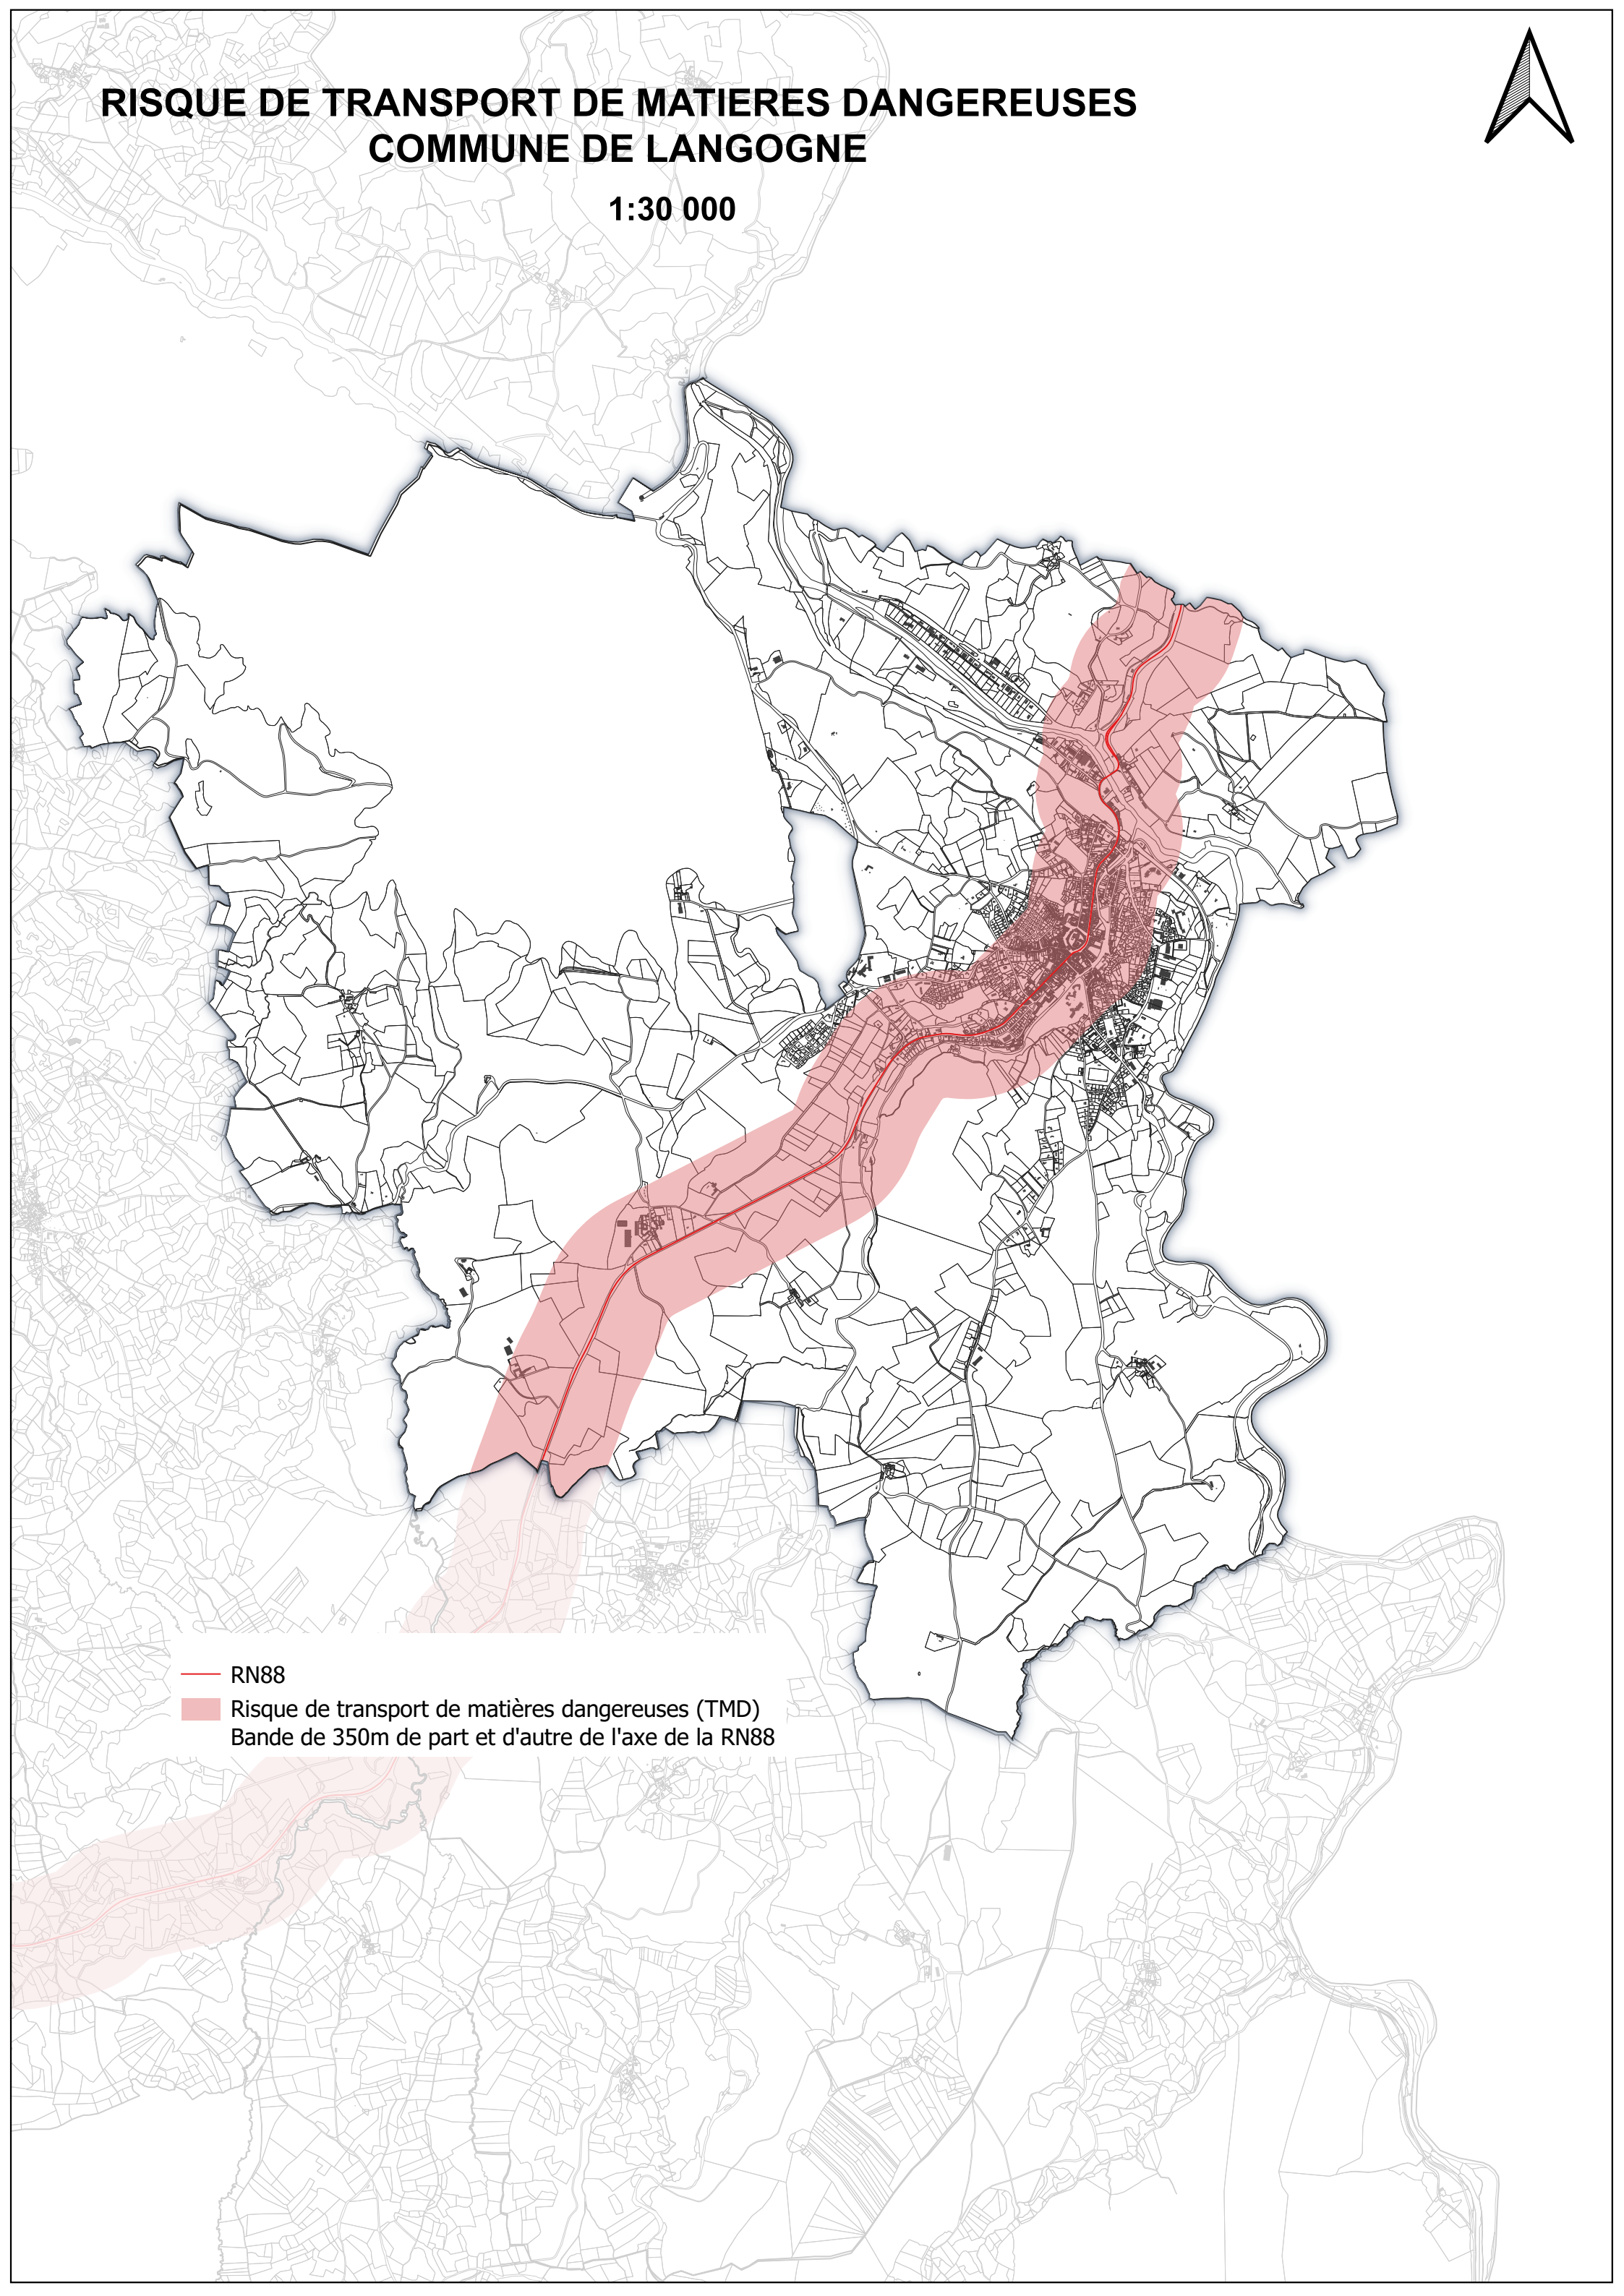 RISQUE DE TRANSPORT DE MATIERES DANGEREUSES
COMMUNE DE LANGOGNE
1:30 000
RN88
Risque de transport de matières dangereuses (TMD)
Bande de 350m de part et d'autre de l'axe de la RN88